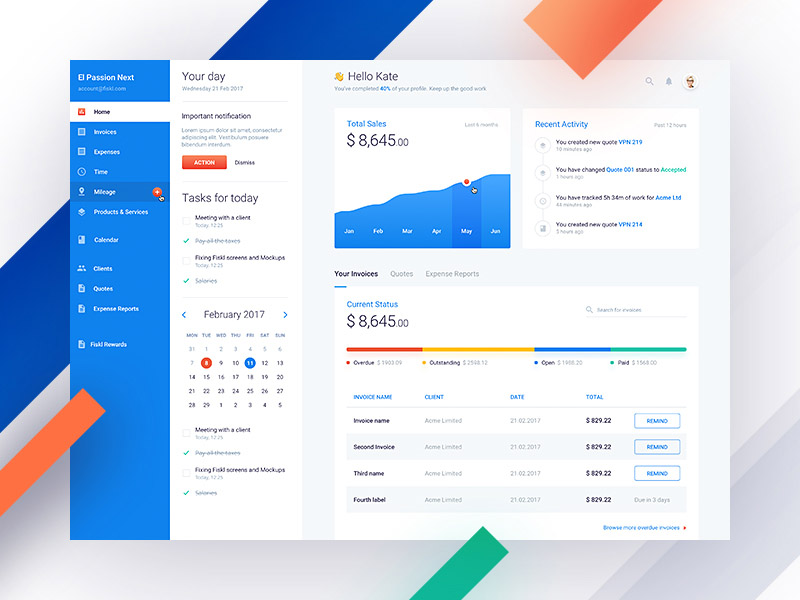 El Passion Next
account@fiskl.com
Home
Invoices
Expenses
Time
Mileage
Products & Services
Calendar
Clients
Quotes
Expense Reports
Fiskl Rewards
Your day
Wednesday 21 Feb 2017
Important notification
Lorem ipsum dolor sit amet, consectetur
adipiscing elit. Vestibulum posuere
bibendum interdum.
ACTION Dismiss
Tasks for today
Meeting with a client
Today, 12:25
Pay all the taxes
Fixing Fiskl screens and Mockups
Today, 12:25
Salaries
February 2017
MON TUE WED THU FRI SAT SUN
31 1 2 3 4 5 6
7 8 9 10 11 12 13
14 15 16 17 18 19 20
21 22 23 24 25 26 27
28 29 1 2 3 4 5
Meeting with a client
Today, 12:25
Pay all the taxes
Fixing Fiskl screens and Mockups
Today, 12:25
Salaries
Hello Kate
You've completed 40% of your profile. Keep up the good work
Total Sales
Last 6 months
$ 8,645.00
Jan Feb Mar Apr May Jun
Recent Activity
Past 12 hours
You created new quote VPN 219
10 minutes ago
You have changed Quote 001 status to Accepted
1 hours ago
You have tracked 5h 34m of work for Acme Ltd
44 minutes ago
You created new quote VPN 214
5 hours ago
Your Invoices Quotes Expense Reports
Current Status
$ 8,645.00
Search for invoices
Overdue $ 1903.09 Outstanding $ 2598.12 Open $ 1988.20 Paid $ 1568.00
INVOICE NAME CLIENT DATE TOTAL
Invoice name Acme Limited 21.02.2017 $ 829.22 REMIND
Second Invoice Acme Limited 21.02.2017 $ 829.22 REMIND
Third name Acme Limited 21.02.2017 $ 829.22 REMIND
Fourth label Acme Limited 21.02.2017 $ 829.22 Due in 3 days
Browse more overdue invoices